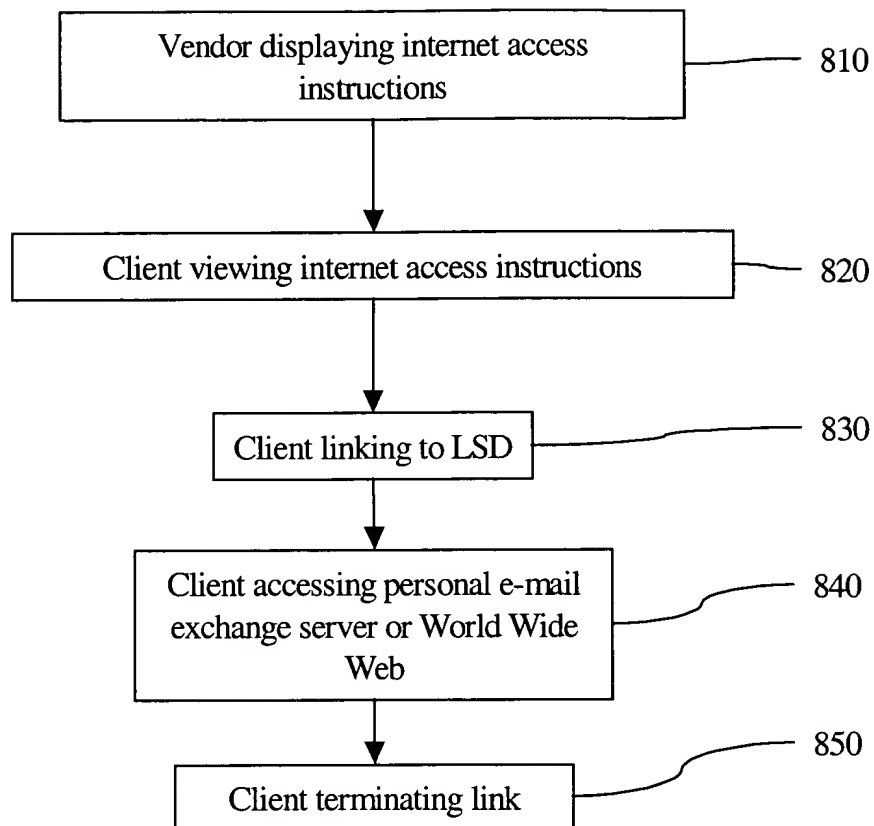 Vendor displaying internet access
instructions
810
Client viewing internet access instructions
820
Client linking to LSD
830
Client accessing personal e-mail
exchange server or World Wide
Web
840
Client terminating link
850